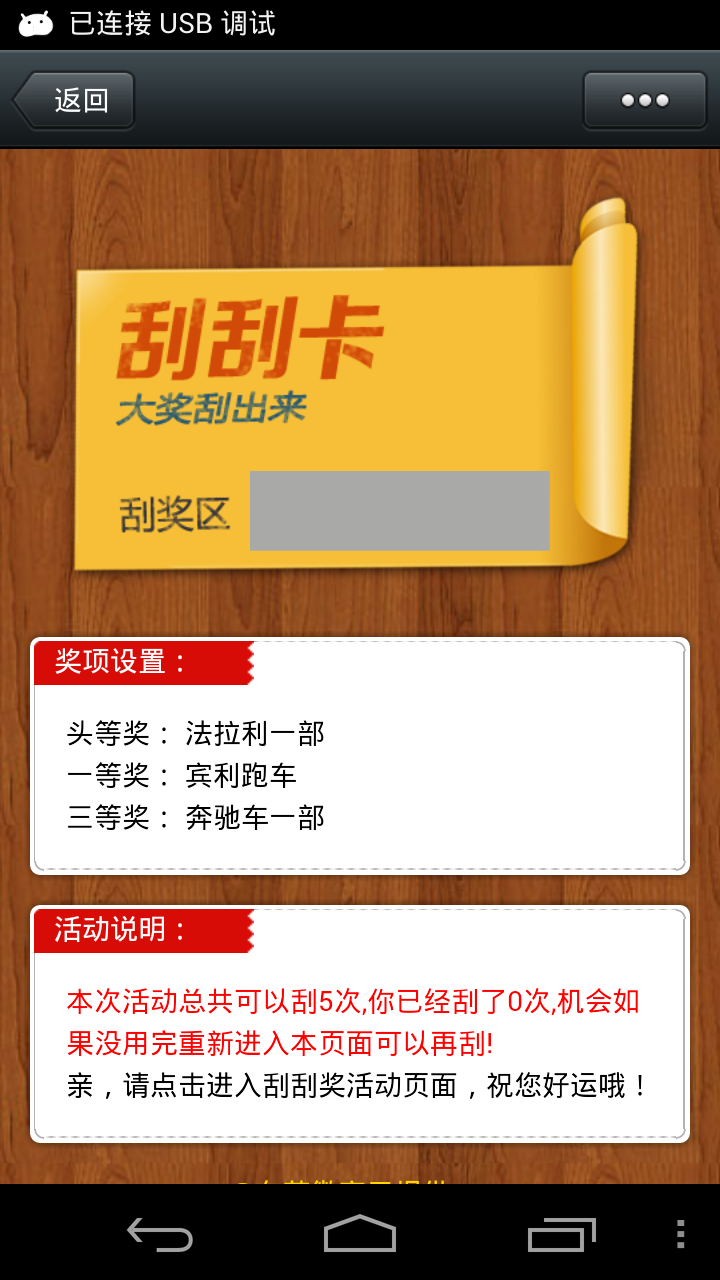 已连接 USB 调试
返回
刮刮卡
大奖刮出来
刮奖区
奖项设置：
头等奖： 法拉利一部
一等奖： 宾利跑车
三等奖： 奔驰车一部
活动说明：
本次活动总共可以刮5次,你已经刮了0次,机会如
果没用完重新进入本页面可以再刮!
亲，请点击进入刮刮奖活动页面，祝您好运哦！